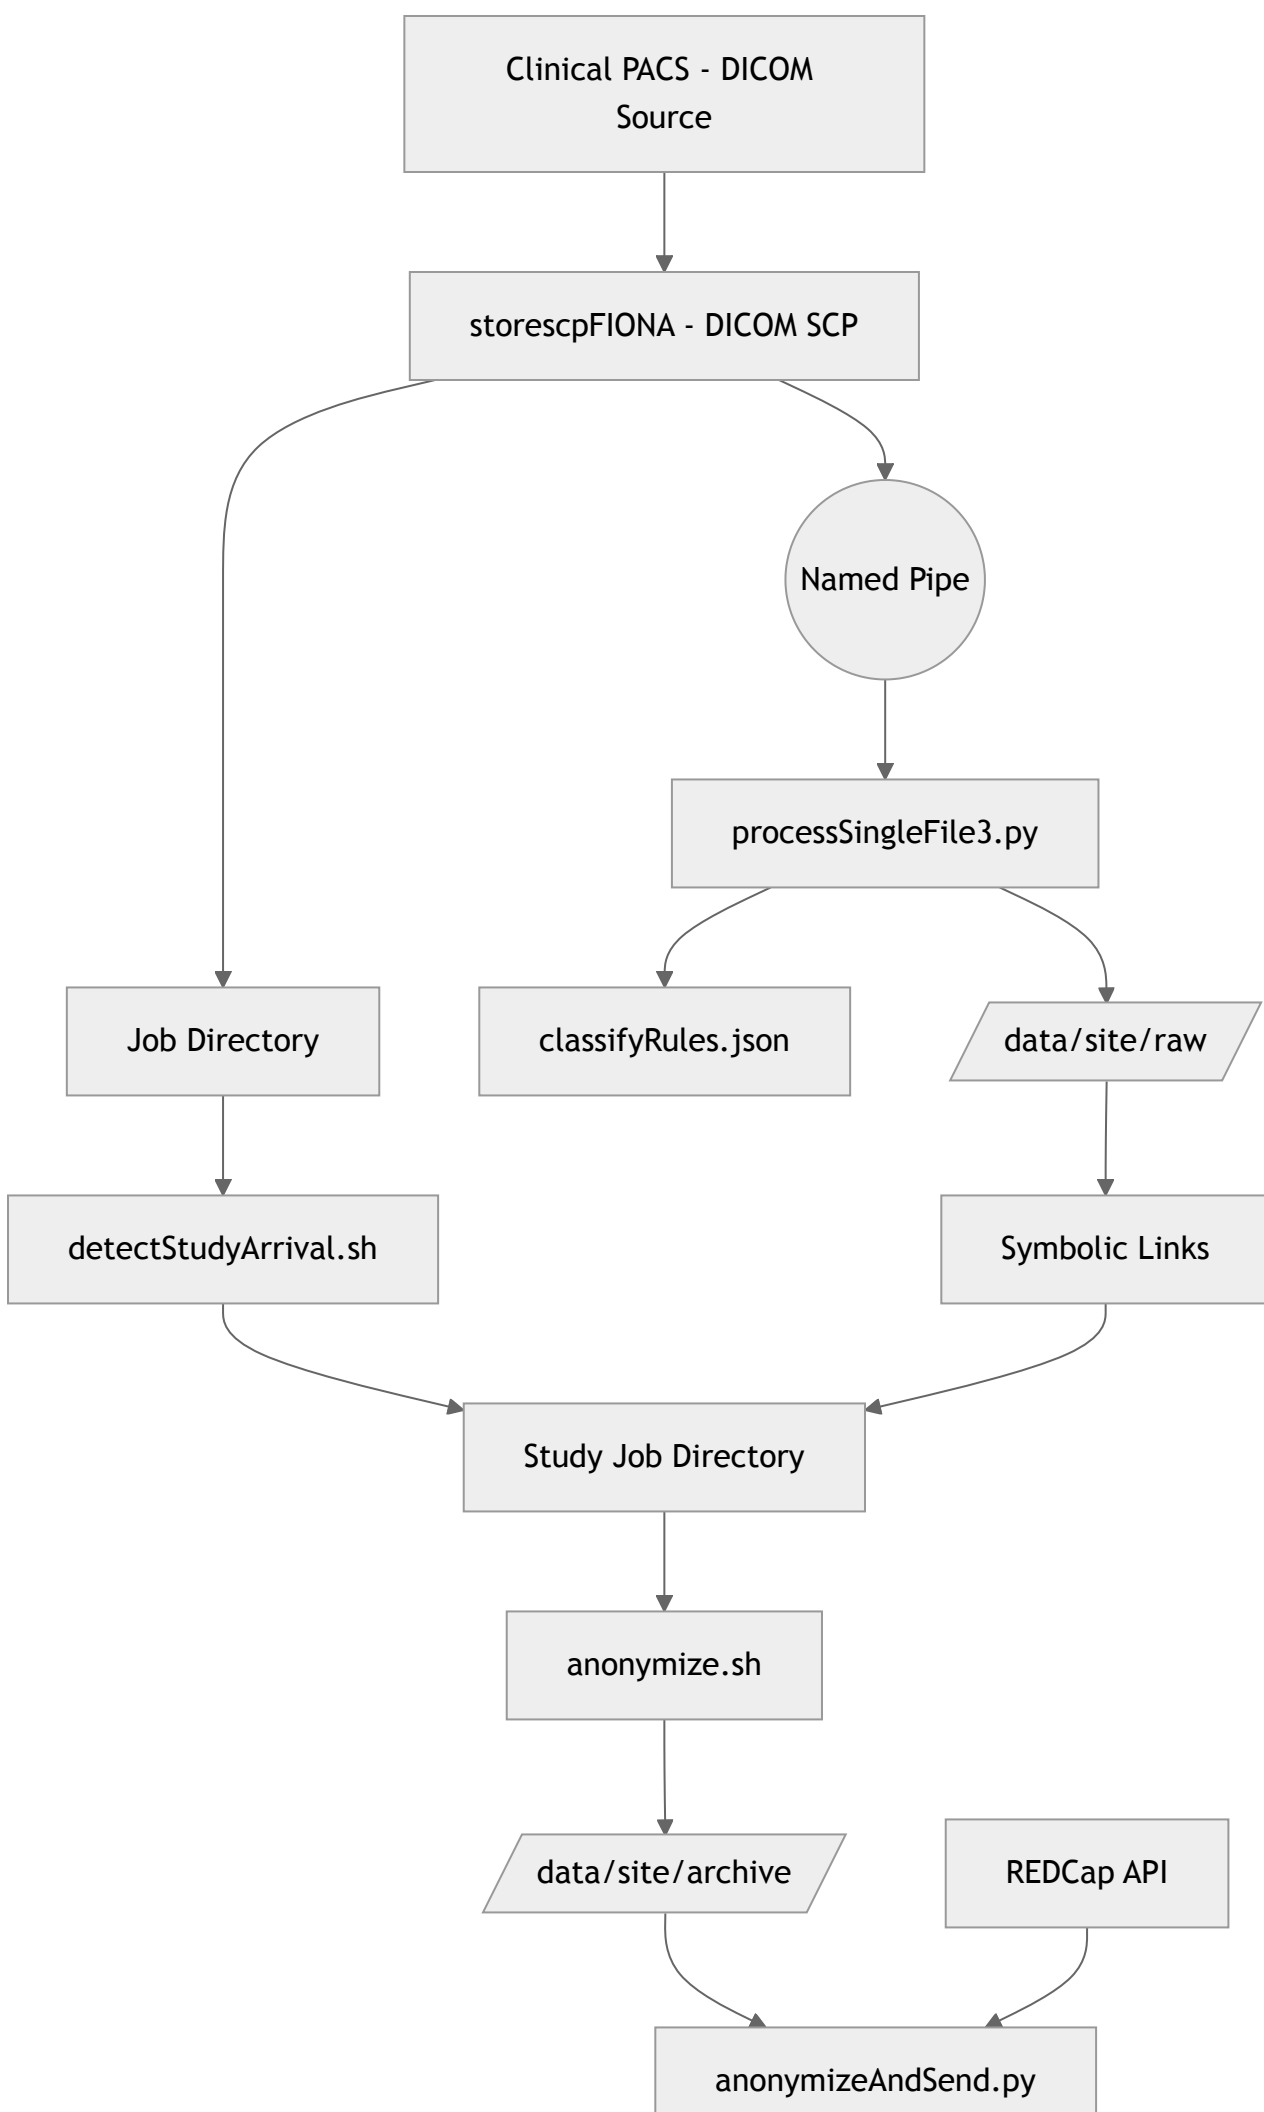 Clinical PACS - DICOM
Source
storescpFIONA - DICOM SCP
Named Pipe
processSingleFile3.py
Job Directory
classifyRules.json
data/site/raw
detectStudyArrival.sh
Symbolic Links
Study Job Directory
anonymize.sh
data/site/archive
REDCap API
anonymizeAndSend.py